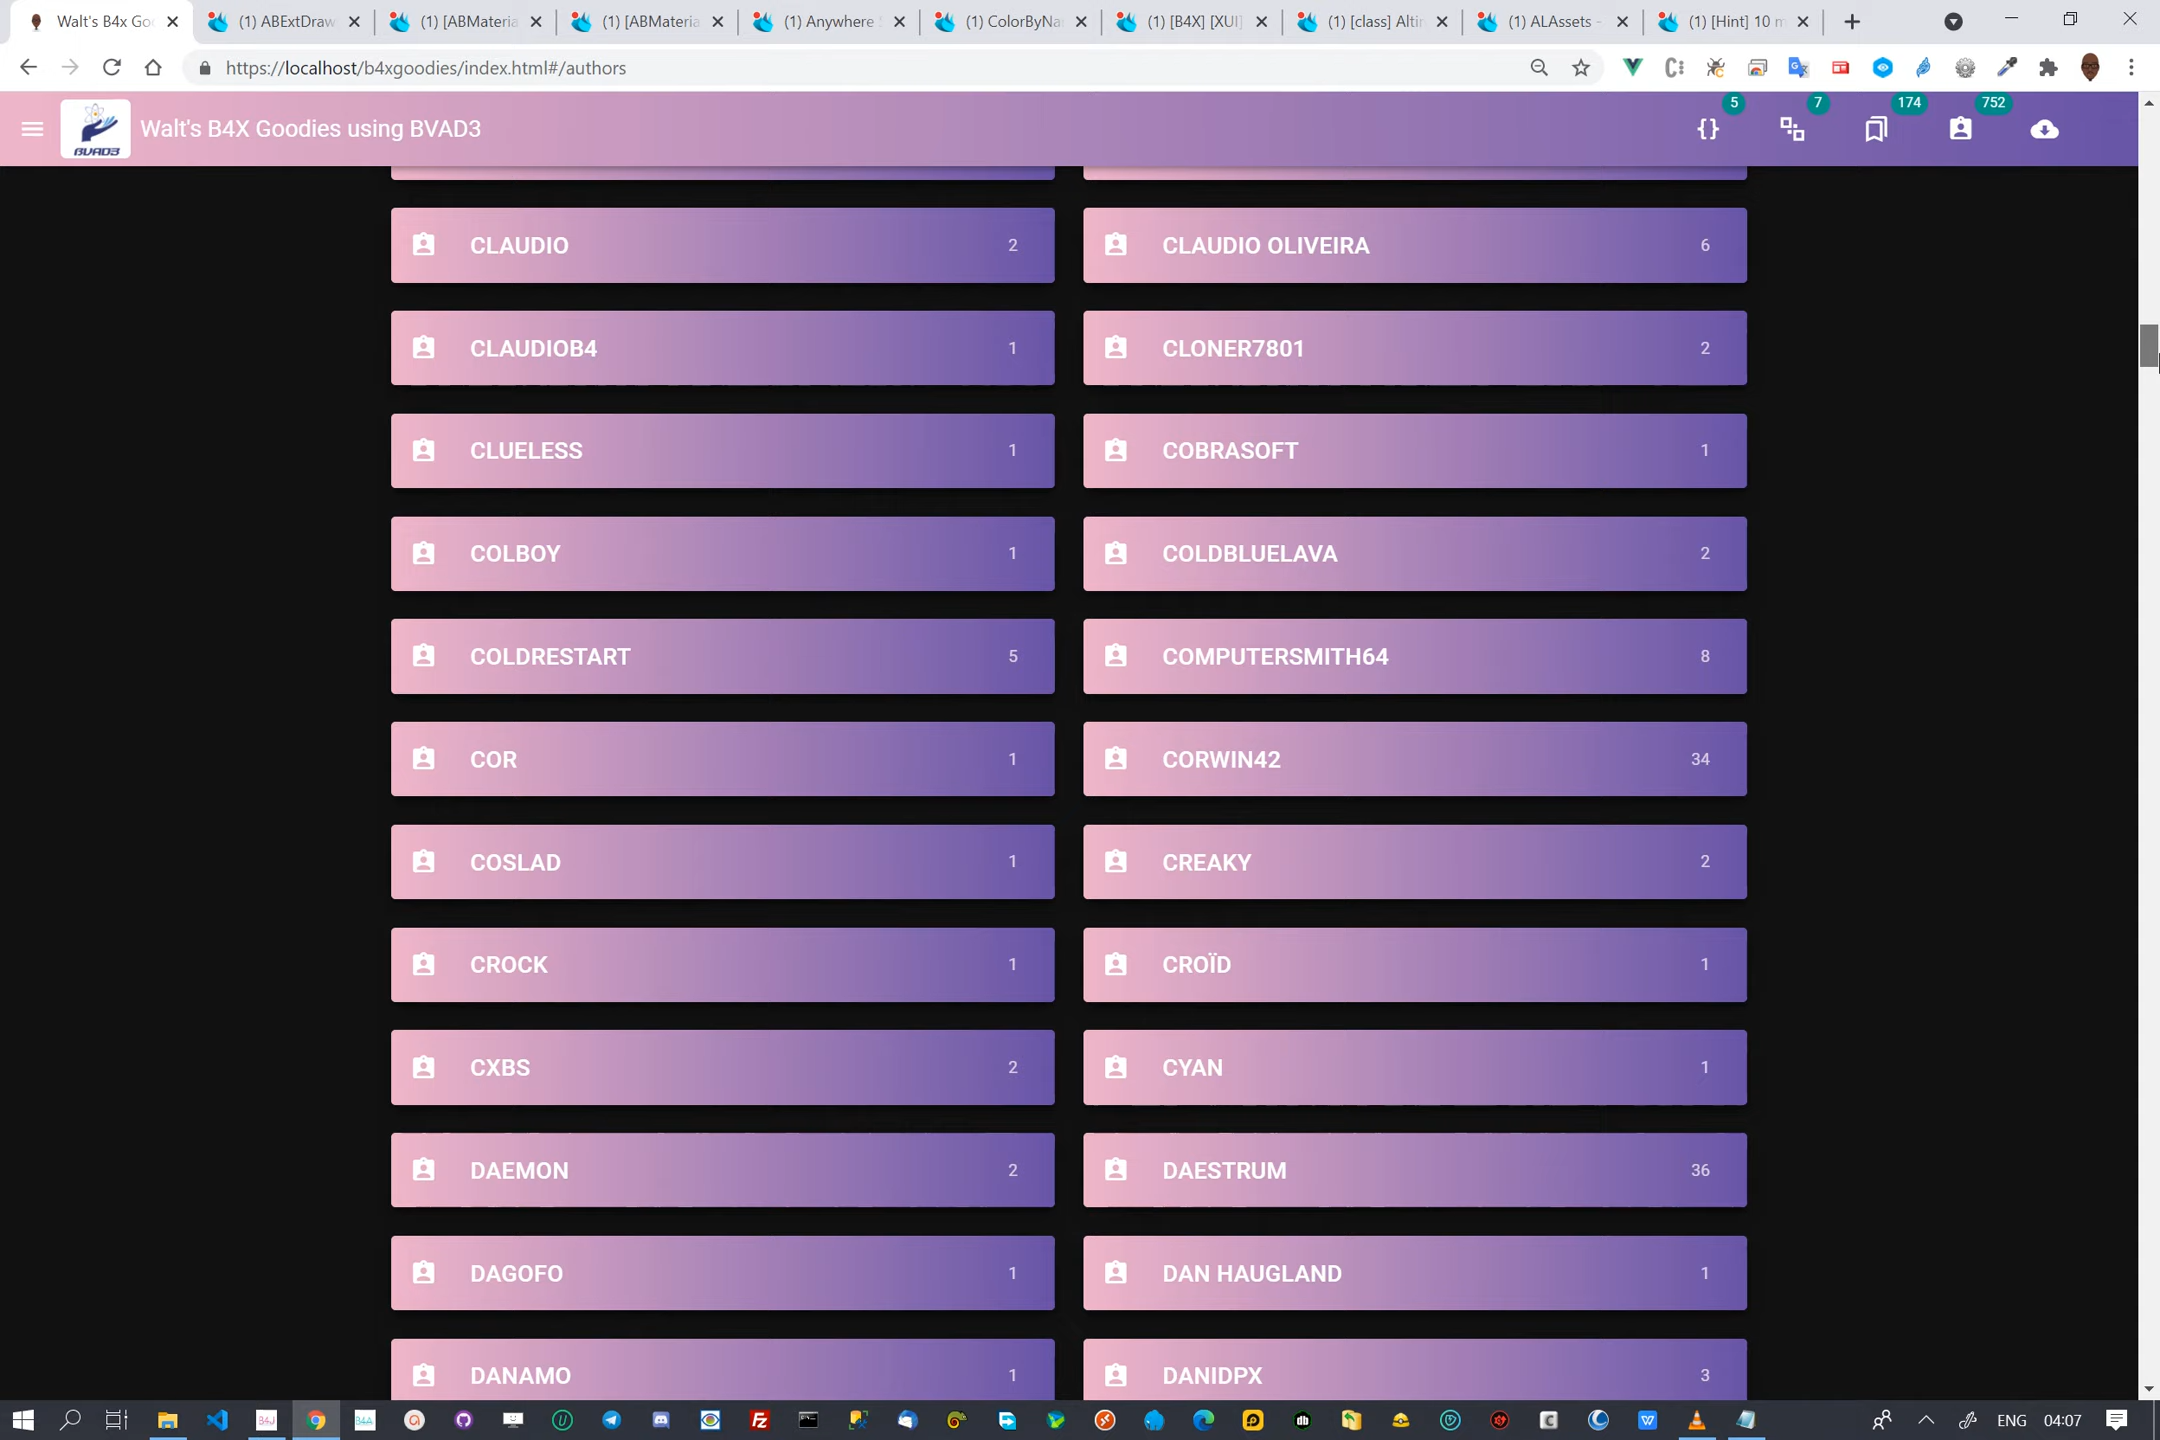 Walt's B4x Go
(1) ABExtDraw
(1) [ABMateria
(1) [ABMateria
(1) Anywhere S
(1) ColorByNa
(1) [B4X] [XUI]
(1) [class] Altin
(1) ALAssets -
(1) [Hint] 10 m
https://localhost/b4xgoodies/index.html#/authors
BVAD3
Walt's B4X Goodies using BVAD3
5
7
174
752
CLAUDIO 2
CLAUDIO OLIVEIRA 6
CLAUDIOB4 1
CLONER7801 2
CLUELESS 1
COBRASOFT 1
COLBOY 1
COLDBLUELAVA 2
COLDRESTART 5
COMPUTERSMITH64 8
COR 1
CORWIN42 34
COSLAD 1
CREAKY 2
CROCK 1
CROÏD 1
CXBS 2
CYAN 1
DAEMON 2
DAESTRUM 36
DAGOFO 1
DAN HAUGLAND 1
DANAMO 1
DANIDPX 3
B4J
B4A
ENG
04:07